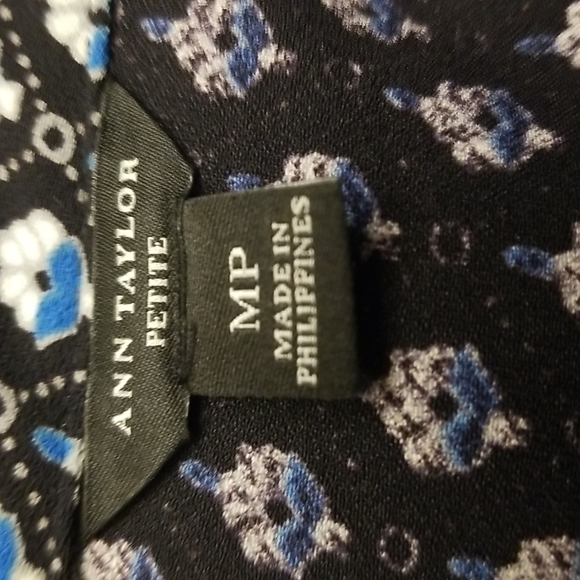 ANN TAYLOR
PETITE
MP
MADE IN
PHILIPPINES